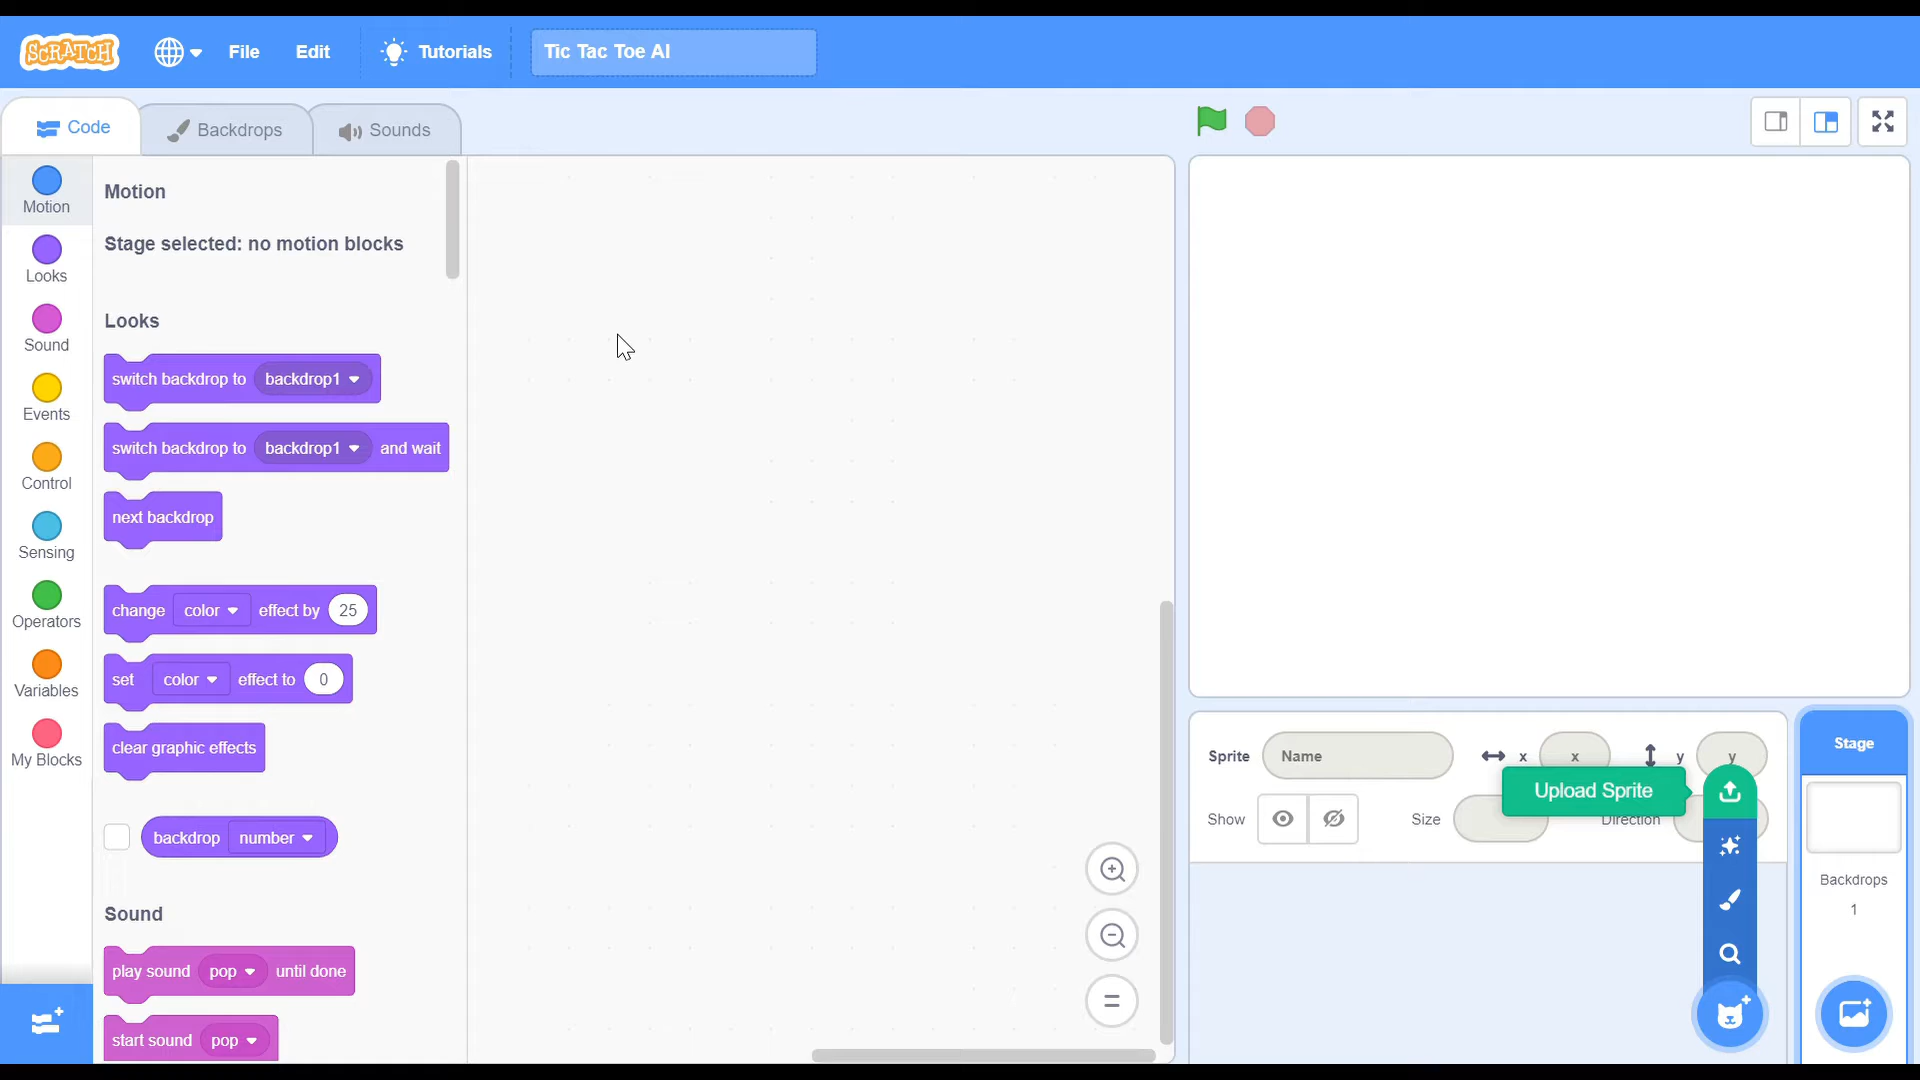 SCRATCH File Edit Tutorials Tic Tac Toe AI
Code Backdrops Sounds
Motion
Looks
Sound
Events
Control
Sensing
Operators
Variables
My Blocks
Motion
Stage selected: no motion blocks
Looks
switch backdrop to backdrop1
switch backdrop to backdrop1 and wait
next backdrop
change color effect by 25
set color effect to 0
clear graphic effects
backdrop number
Sound
play sound pop until done
start sound pop
Sprite Name x x y y
Upload Sprite
Show Size Direction
Stage
Backdrops
1